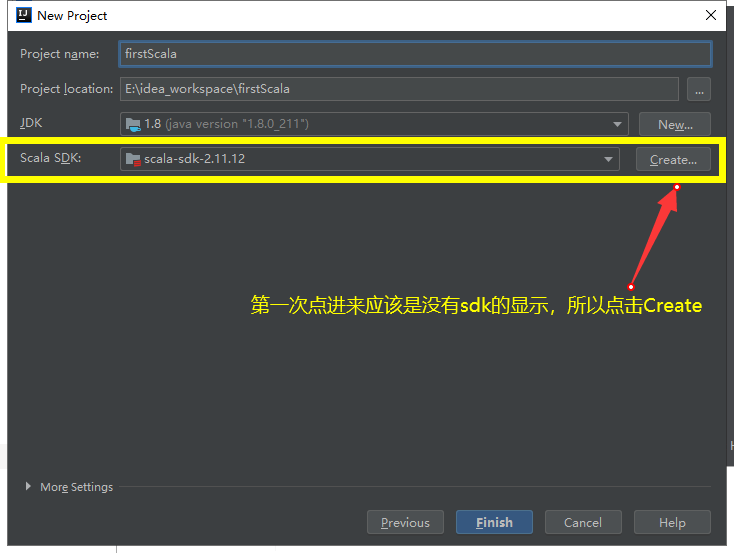 New Project
Project name: firstScala
Project location: E:\idea_workspace\firstScala ...
JDK 1.8 (java version "1.8.0_211") New...
Scala SDK: scala-sdk-2.11.12 Create...
第一次点进来应该是没有sdk的显示，所以点击Create
More Settings
Previous Finish Cancel Help